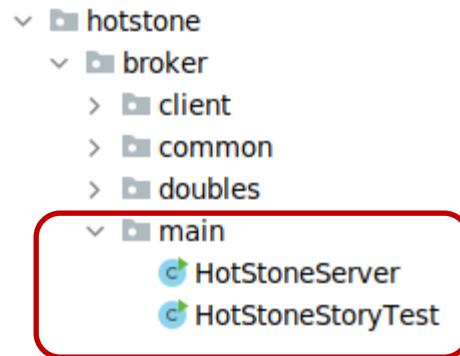 hotstone
broker
client
common
doubles
main
C HotStoneServer
C HotStoneStoryTest